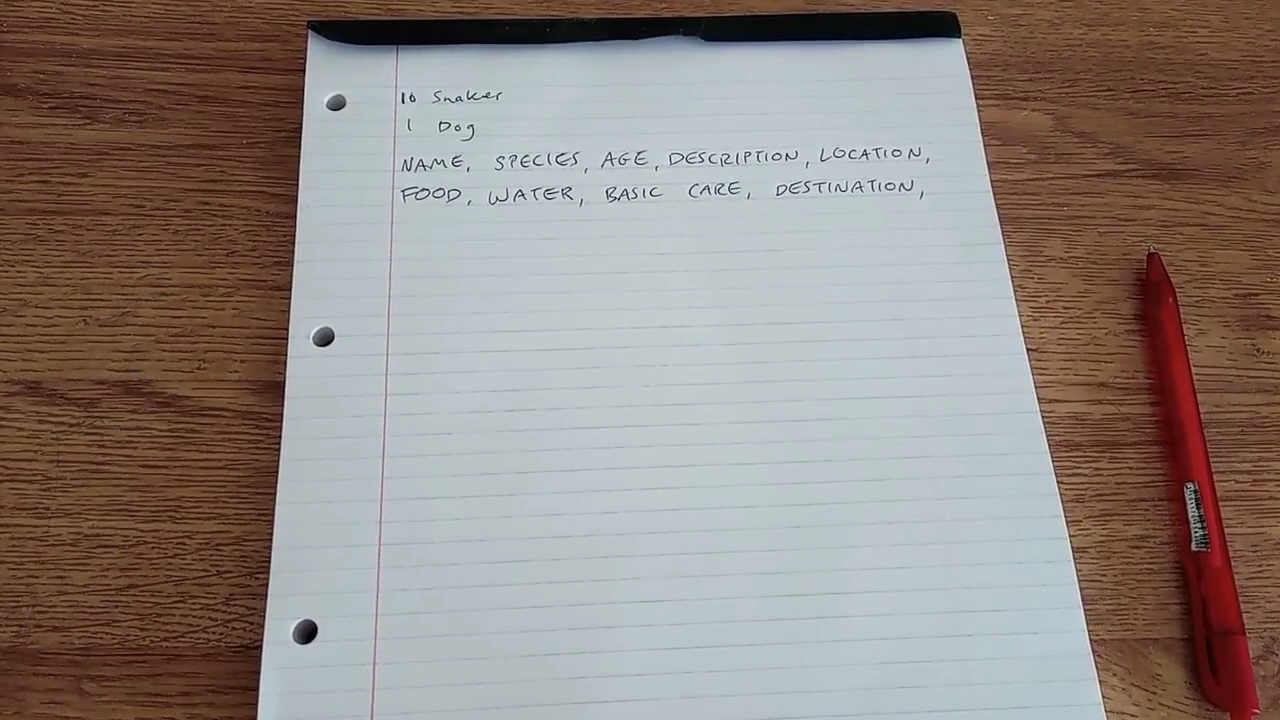 10 Snakes
1 Dog
NAME, SPECIES, AGE, DESCRIPTION, LOCATION,
FOOD, WATER, BASIC CARE, DESTINATION,